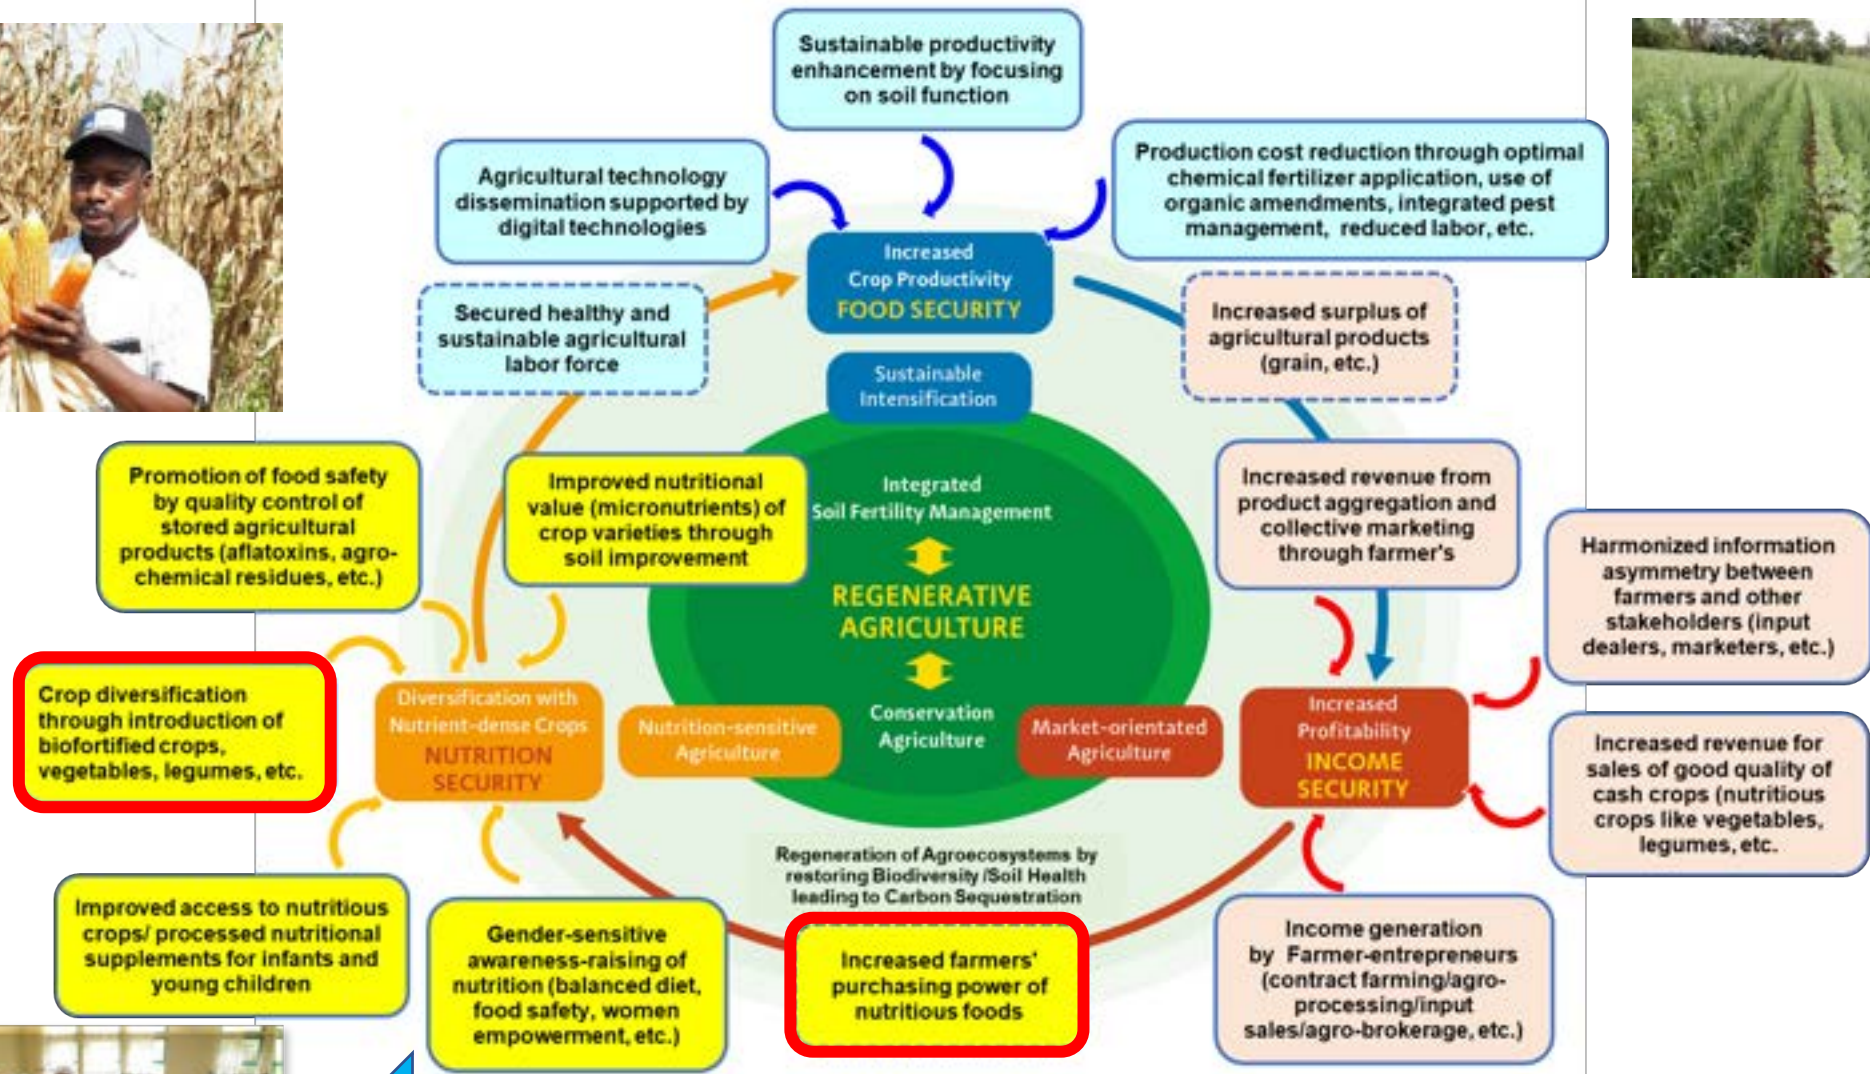 Sustainable productivity
enhancement by focusing
on soil function
Agricultural technology
dissemination supported by
digital technologies
Production cost reduction through optimal
chemical fertilizer application, use of
organic amendments, integrated pest
management, reduced labor, etc.
Increased
Crop Productivity
FOOD SECURITY
Secured healthy and
sustainable agricultural
labor force
Increased surplus of
agricultural products
(grain, etc.)
Sustainable
Intensification
Promotion of food safety
by quality control of
stored agricultural
products (aflatoxins, agro-
chemical residues, etc.)
Improved nutritional
value (micronutrients) of
crop varieties through
soil improvement
Integrated
Soil Fertility Management
REGENERATIVE
AGRICULTURE
Conservation
Agriculture
Increased revenue from
product aggregation and
collective marketing
through farmer's
Harmonized information
asymmetry between
farmers and other
stakeholders (input
dealers, marketers, etc.)
Crop diversification
through introduction of
biofortified crops,
vegetables, legumes, etc.
Diversification with
Nutrient-dense Crops
NUTRITION
SECURITY
Nutrition-sensitive
Agriculture
Market-orientated
Agriculture
Increased
Profitability
INCOME
SECURITY
Increased revenue for
sales of good quality of
cash crops (nutritious
crops like vegetables,
legumes, etc.
Regeneration of Agroecosystems by
restoring Biodiversity /Soil Health
leading to Carbon Sequestration
Improved access to nutritious
crops/ processed nutritional
supplements for infants and
young children
Gender-sensitive
awareness-raising of
nutrition (balanced diet,
food safety, women
empowerment, etc.)
Increased farmers'
purchasing power of
nutritious foods
Income generation
by Farmer-entrepreneurs
(contract farming/agro-
processing/input
sales/agro-brokerage, etc.)